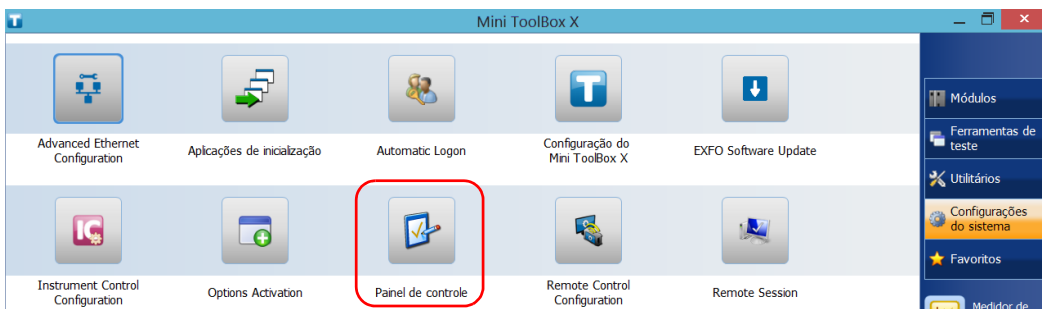 Mini ToolBox X
Advanced Ethernet
Configuration
Aplicações de inicialização
Automatic Logon
Configuração do
Mini ToolBox X
EXFO Software Update
Instrument Control
Configuration
Options Activation
Painel de controle
Remote Control
Configuration
Remote Session
Módulos
Ferramentas de
teste
Utilitários
Configurações
do sistema
Favoritos
Medidor de